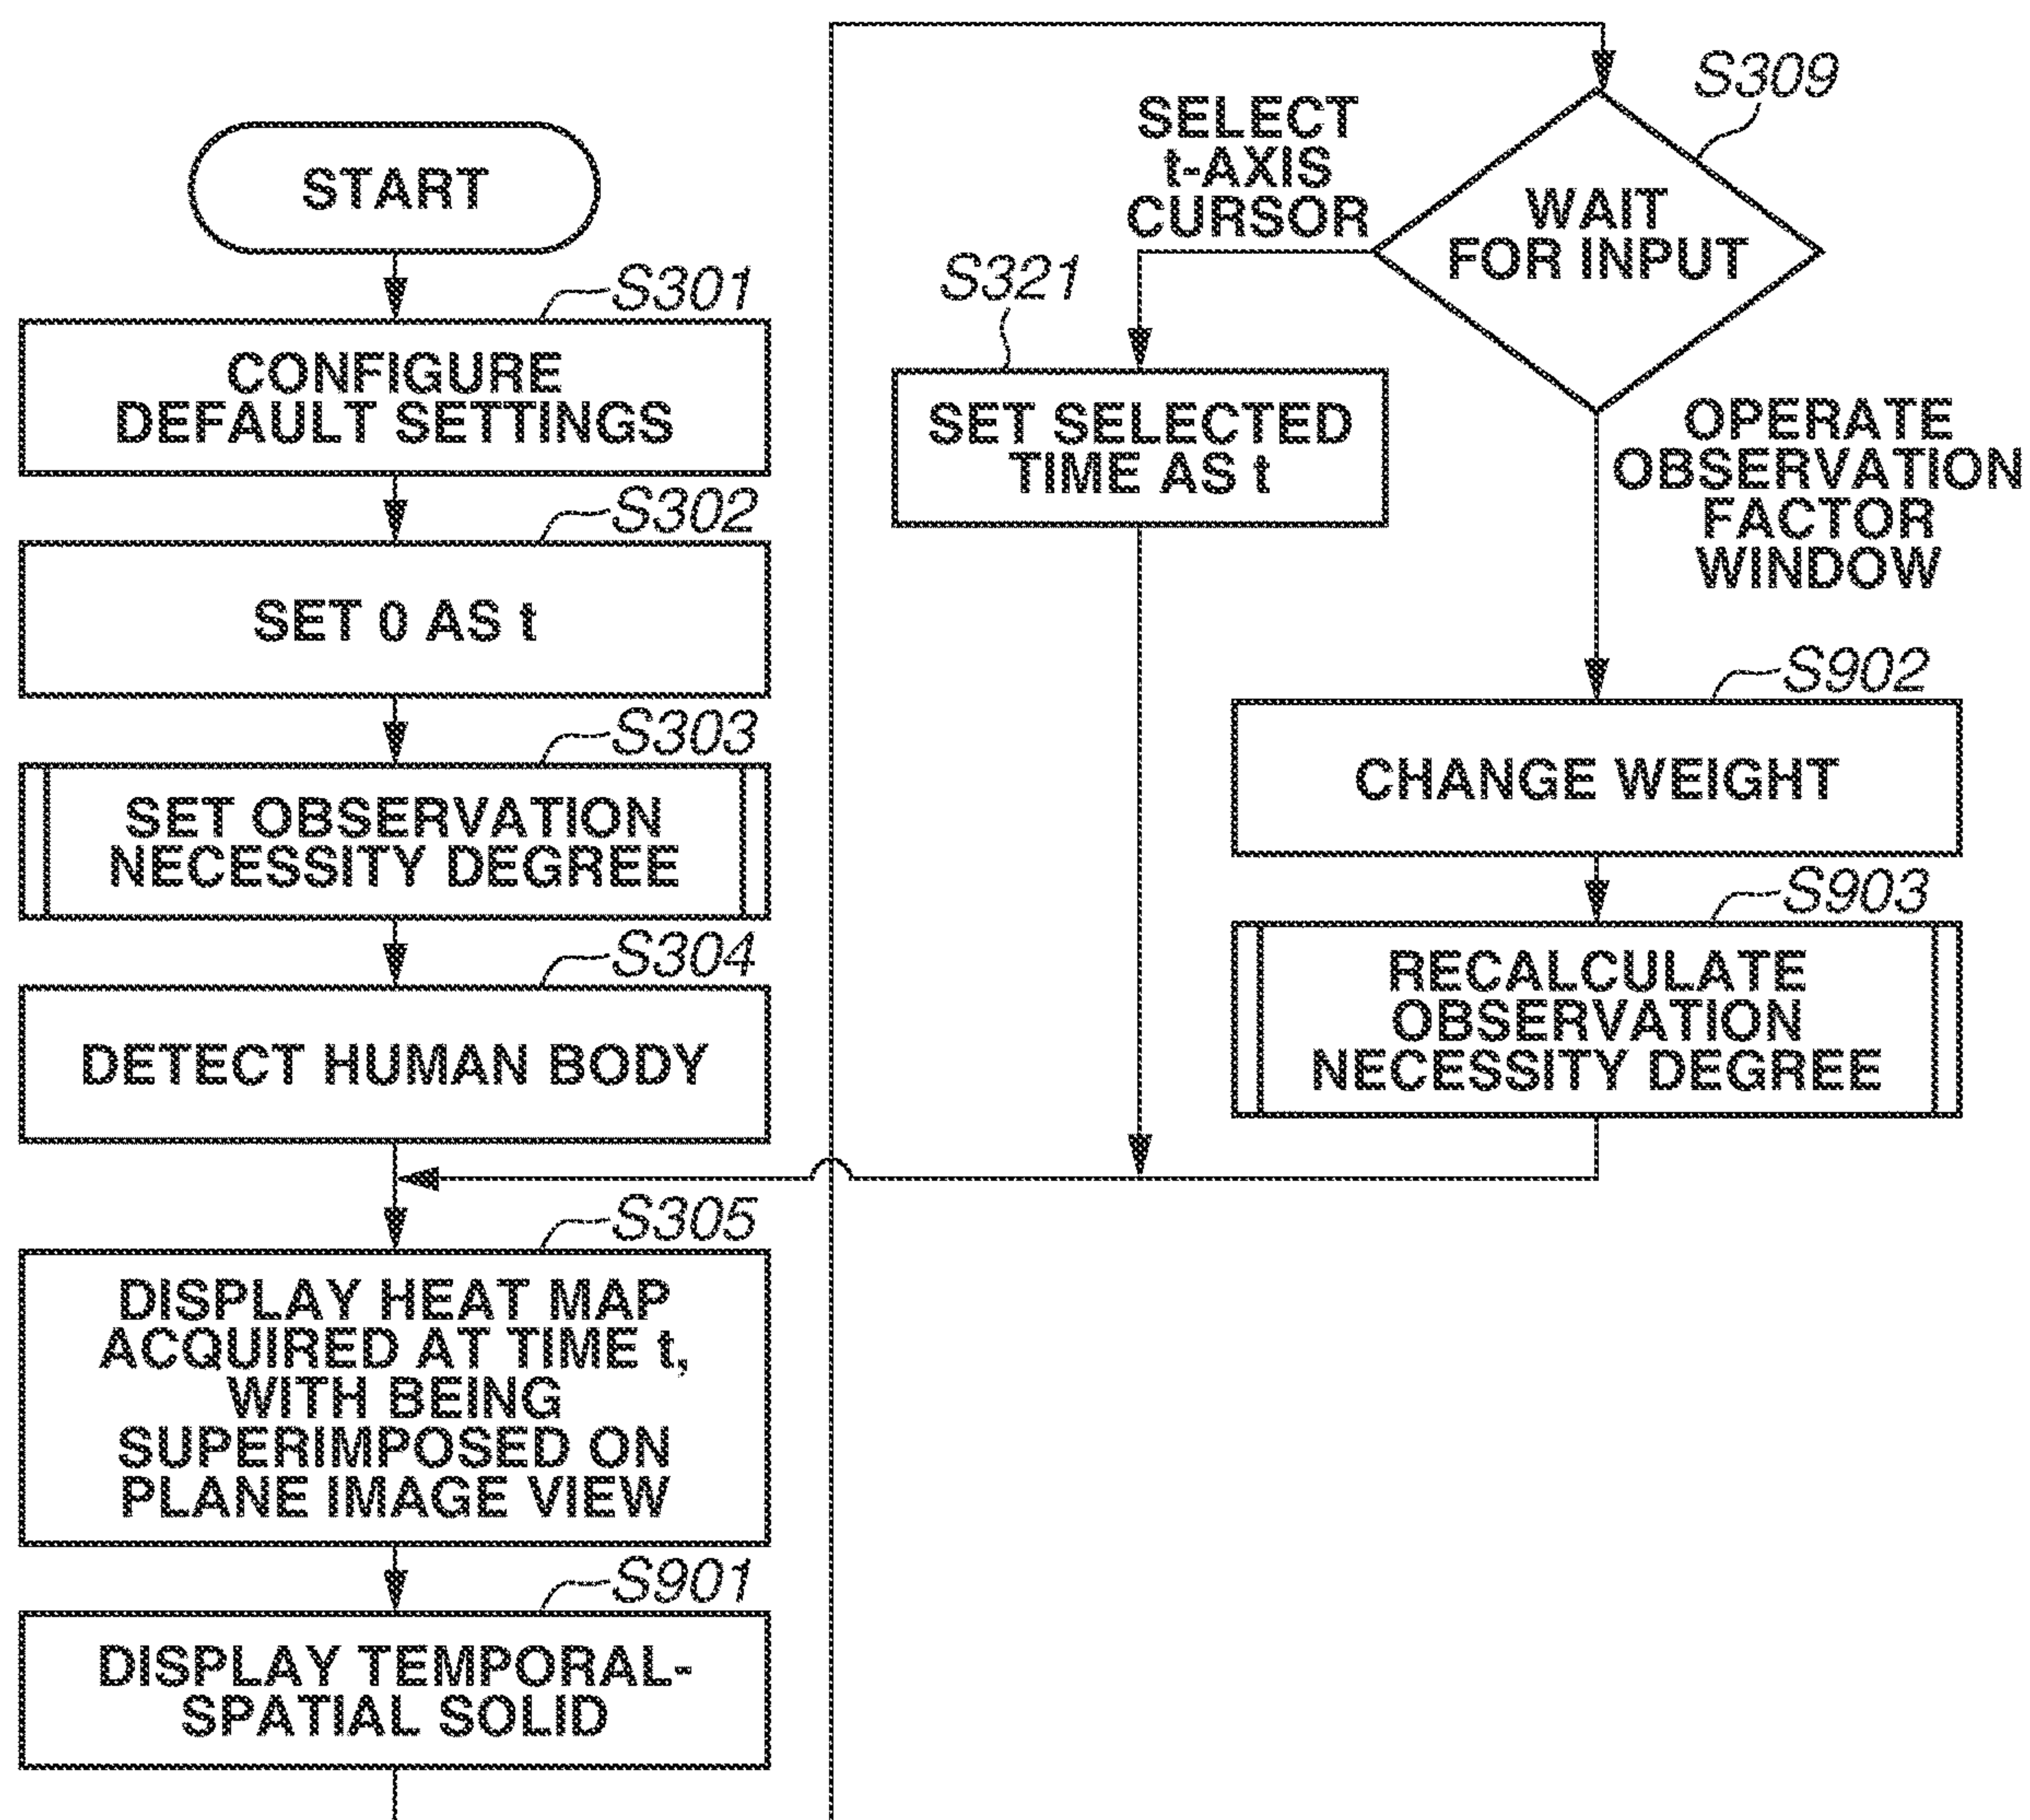 START
S301
CONFIGURE
DEFAULT SETTINGS
S302
SET 0 AS t
S303
SET OBSERVATION
NECESSITY DEGREE
S304
DETECT HUMAN BODY
S305
DISPLAY HEAT MAP
ACQUIRED AT TIME t,
WITH BEING
SUPERIMPOSED ON
PLANE IMAGE VIEW
S901
DISPLAY TEMPORAL-
SPATIAL SOLID
S309
WAIT
FOR INPUT
SELECT
t-AXIS
CURSOR
S321
SET SELECTED
TIME AS t
OPERATE
OBSERVATION
FACTOR
WINDOW
S902
CHANGE WEIGHT
S903
RECALCULATE
OBSERVATION
NECESSITY DEGREE